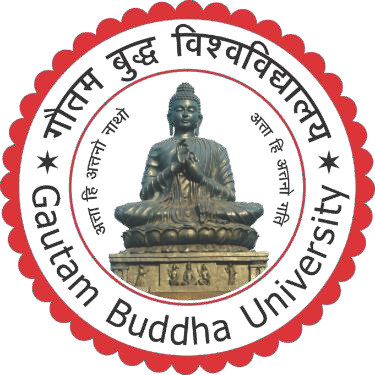 गौतम बुद्ध विश्वविद्यालय
अत्ता हि अत्तनो नाथो
अत्ता हि अत्तनो गति
Gautam Buddha University